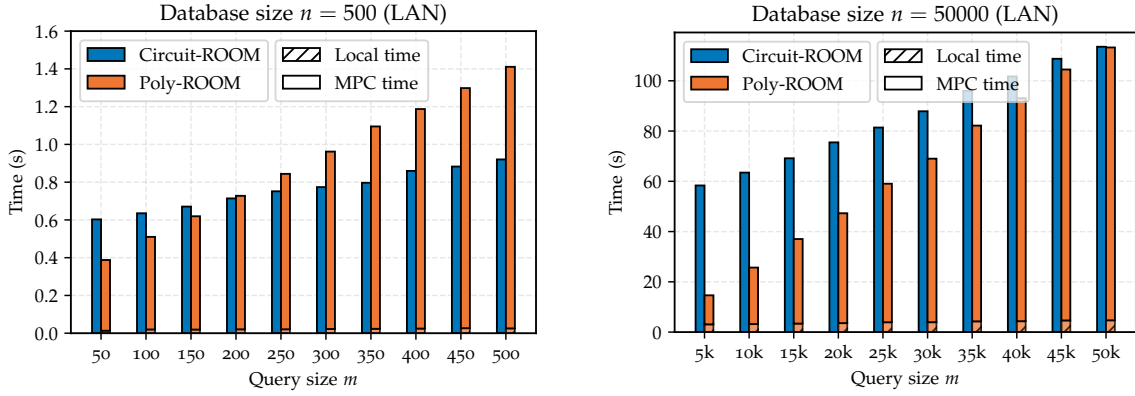 Database size n = 500 (LAN)
Time (s)
1.6
1.4
1.2
1.0
0.8
0.6
0.4
0.2
0.0
Circuit-ROOM
Poly-ROOM
Local time
MPC time
50 100 150 200 250 300 350 400 450 500
Query size m
Database size n = 50000 (LAN)
Time (s)
100
80
60
40
20
0
Circuit-ROOM
Poly-ROOM
Local time
MPC time
5k 10k 15k 20k 25k 30k 35k 40k 45k 50k
Query size m